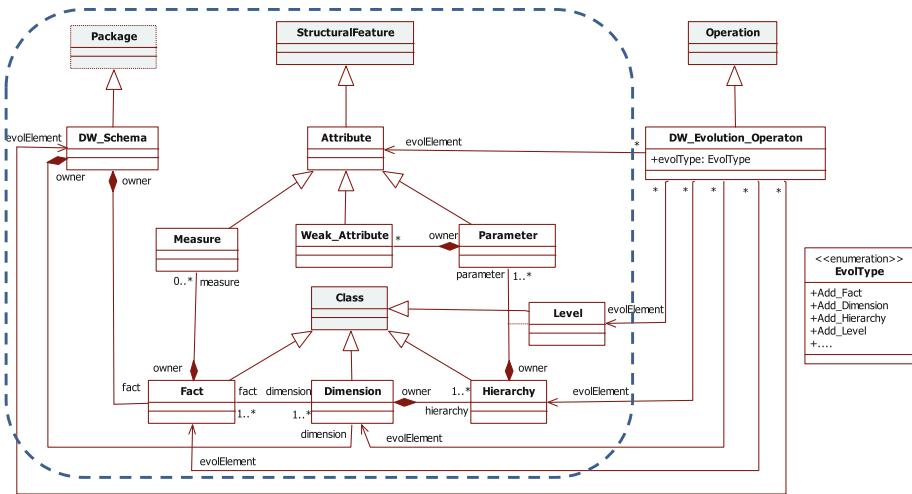 Package
StructuralFeature
Operation
evolElement
DW_Schema
Attribute
evolElement
*
DW_Evolution_Operaton
+evolType: EvolType
owner
owner
* * * * *
Measure
Weak_Attribute
*
owner
Parameter
0..*
measure
parameter
1..*
<<enumeration>>
EvolType
+Add_Fact
+Add_Dimension
+Add_Hierarchy
+Add_Level
+....
Class
Level
evolElement
owner
owner
fact
Fact
fact
1..*
dimension
1..*
Dimension
owner
1..*
hierarchy
Hierarchy
evolElement
dimension
evolElement
evolElement